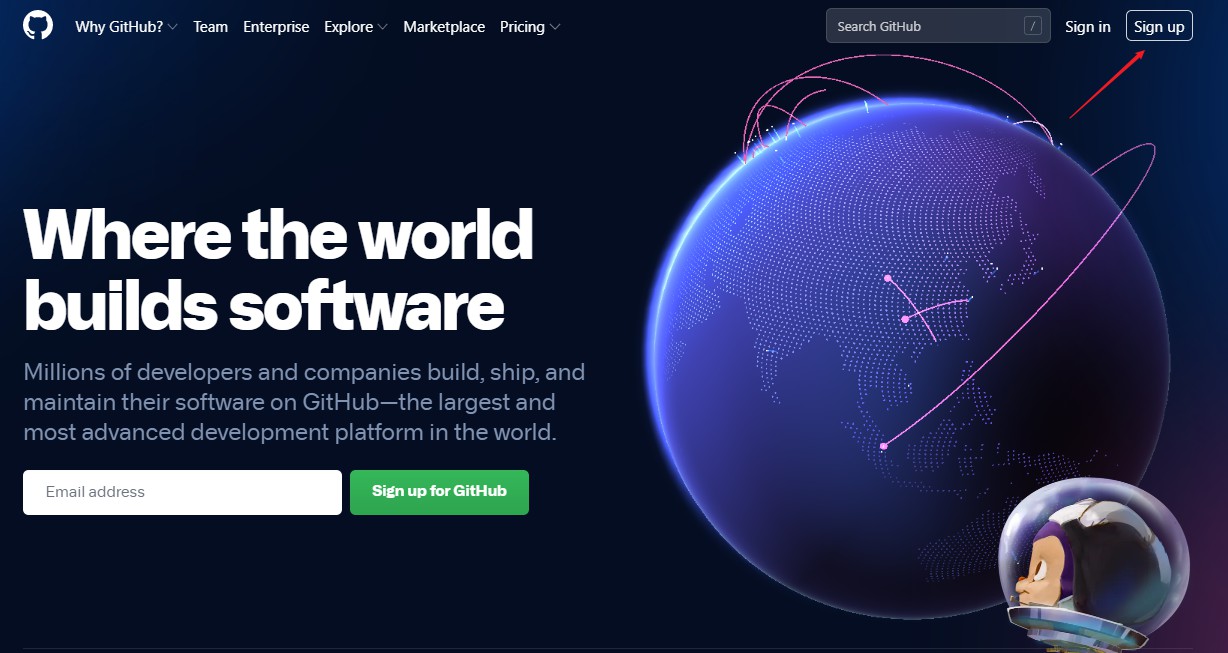 Why GitHub? Team Enterprise Explore Marketplace Pricing Search GitHub / Sign in Sign up
Where the world
builds software
Millions of developers and companies build, ship, and
maintain their software on GitHub—the largest and
most advanced development platform in the world.
Email address Sign up for GitHub